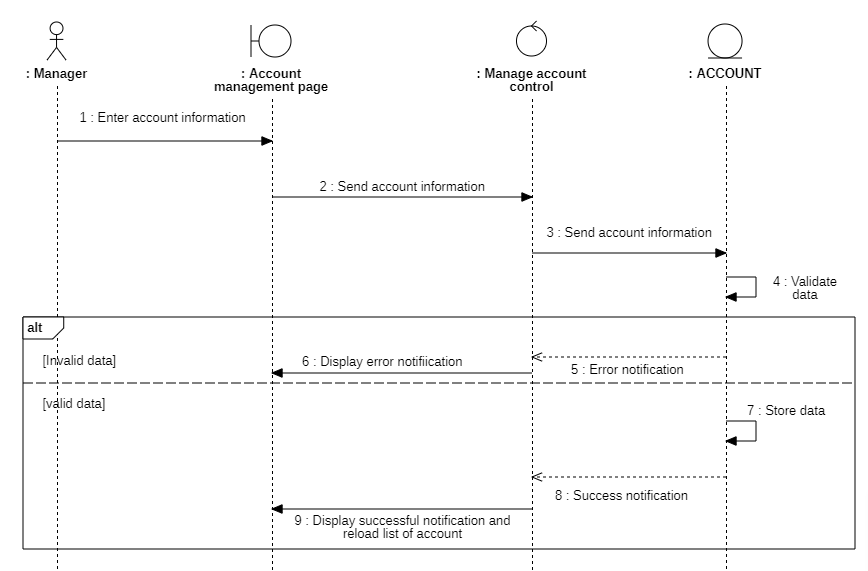 : Manager
: Account
management page
: Manage account
control
: ACCOUNT
1 : Enter account information
2 : Send account information
3 : Send account information
4 : Validate
data
alt
[Invalid data]
6 : Display error notifiication
5 : Error notification
[valid data]
7 : Store data
8 : Success notification
9 : Display successful notification and
reload list of account